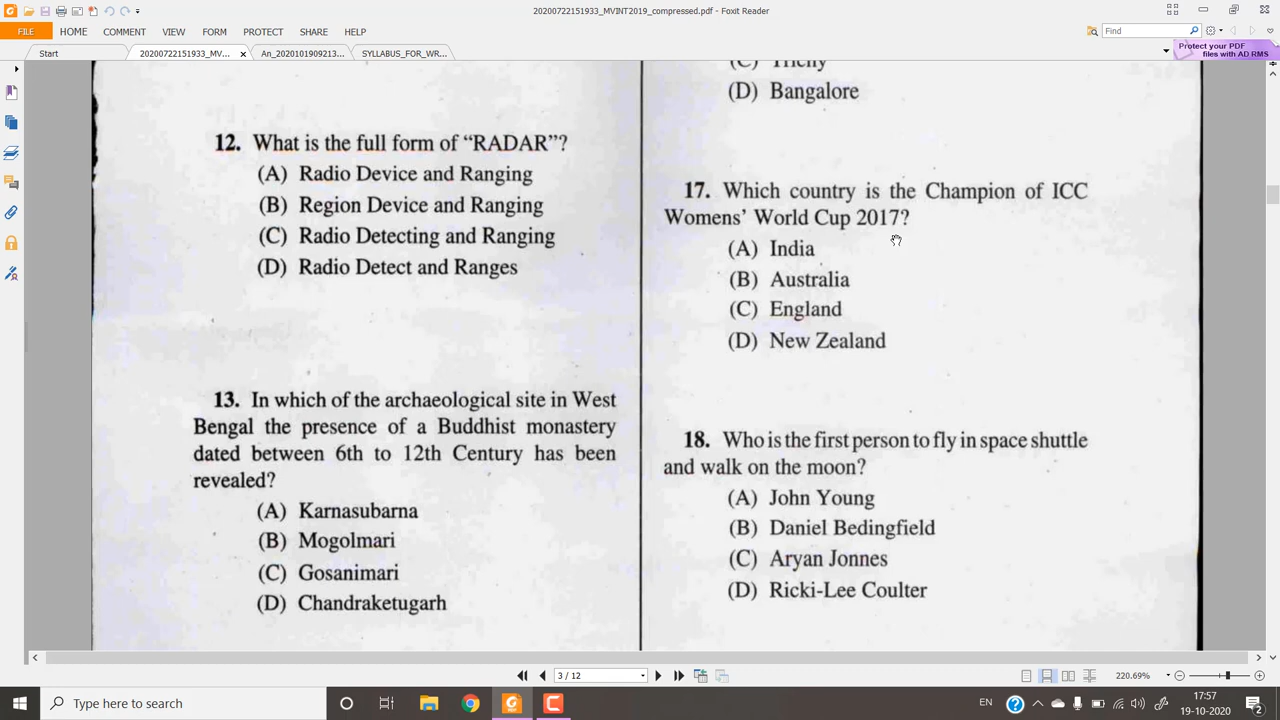 20200722151933_MVINT2019_compressed.pdf - Foxit Reader
FILE HOME COMMENT VIEW FORM PROTECT SHARE HELP
Find
Start 20200722151933_MV... An_2020101909213... SYLLABUS_FOR_WR...
Protect your PDF
files with AD RMS
12. What is the full form of “RADAR”?
(A) Radio Device and Ranging
(B) Region Device and Ranging
(C) Radio Detecting and Ranging
(D) Radio Detect and Ranges
13. In which of the archaeological site in West
Bengal the presence of a Buddhist monastery
dated between 6th to 12th Century has been
revealed?
(A) Karnasubarna
(B) Mogolmari
(C) Gosanimari
(D) Chandraketugarh
(C) Trichy
(D) Bangalore
17. Which country is the Champion of ICC
Womens’ World Cup 2017?
(A) India
(B) Australia
(C) England
(D) New Zealand
18. Who is the first person to fly in space shuttle
and walk on the moon?
(A) John Young
(B) Daniel Bedingfield
(C) Aryan Jonnes
(D) Ricki-Lee Coulter
3 / 12
220.69%
Type here to search
EN
17:57
19-10-2020
2